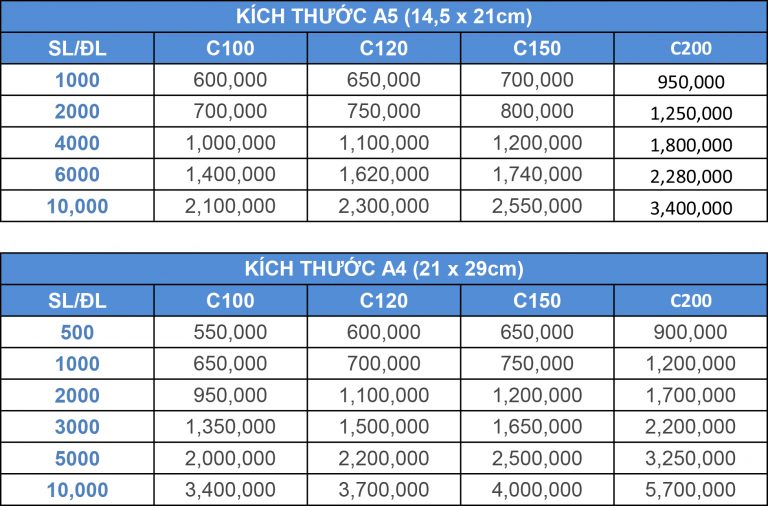 KÍCH THƯỚC A5 (14,5 x 21cm)
SL/ĐL C100 C120 C150 C200
1000 600,000 650,000 700,000 950,000
2000 700,000 750,000 800,000 1,250,000
4000 1,000,000 1,100,000 1,200,000 1,800,000
6000 1,400,000 1,620,000 1,740,000 2,280,000
10,000 2,100,000 2,300,000 2,550,000 3,400,000
KÍCH THƯỚC A4 (21 x 29cm)
SL/ĐL C100 C120 C150 C200
500 550,000 600,000 650,000 900,000
1000 650,000 700,000 750,000 1,200,000
2000 950,000 1,100,000 1,200,000 1,700,000
3000 1,350,000 1,500,000 1,650,000 2,200,000
5000 2,000,000 2,200,000 2,500,000 3,250,000
10,000 3,400,000 3,700,000 4,000,000 5,700,000